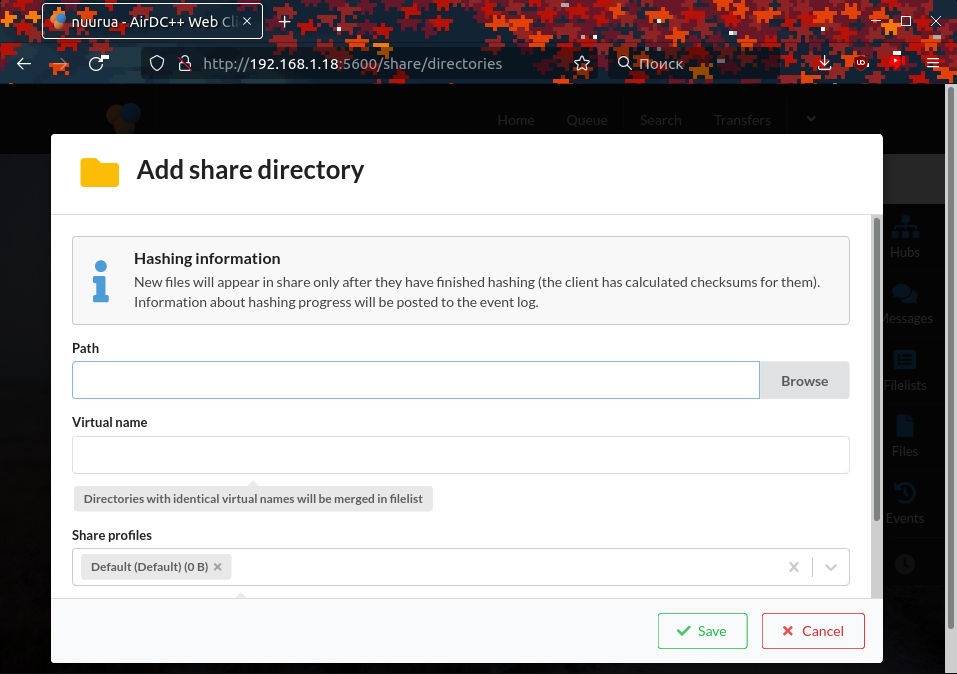 nuurua - AirDC++ Web Cli
http://192.168.1.18:5600/share/directories
Поиск
Home
Queue
Search
Transfers
Add share directory
Hashing information
New files will appear in share only after they have finished hashing (the client has calculated checksums for them).
Information about hashing progress will be posted to the event log.
Path
Browse
Virtual name
Directories with identical virtual names will be merged in filelist
Share profiles
Default (Default) (0 B)
Save
Cancel
Hubs
Messages
Filelists
Files
Events